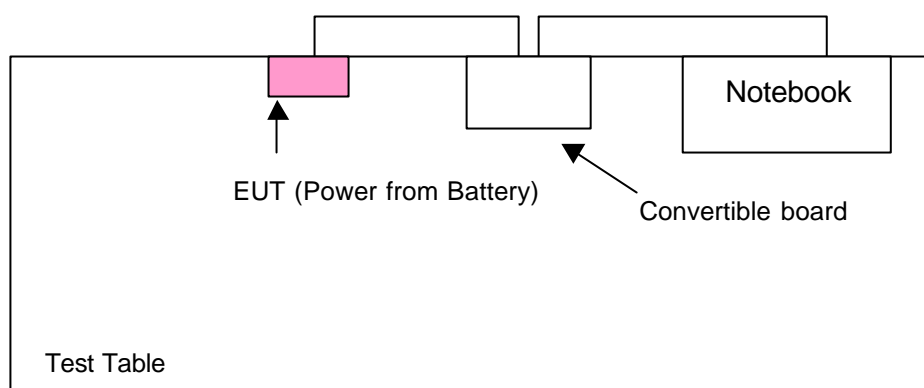 Notebook
EUT (Power from Battery)
Convertible board
Test Table